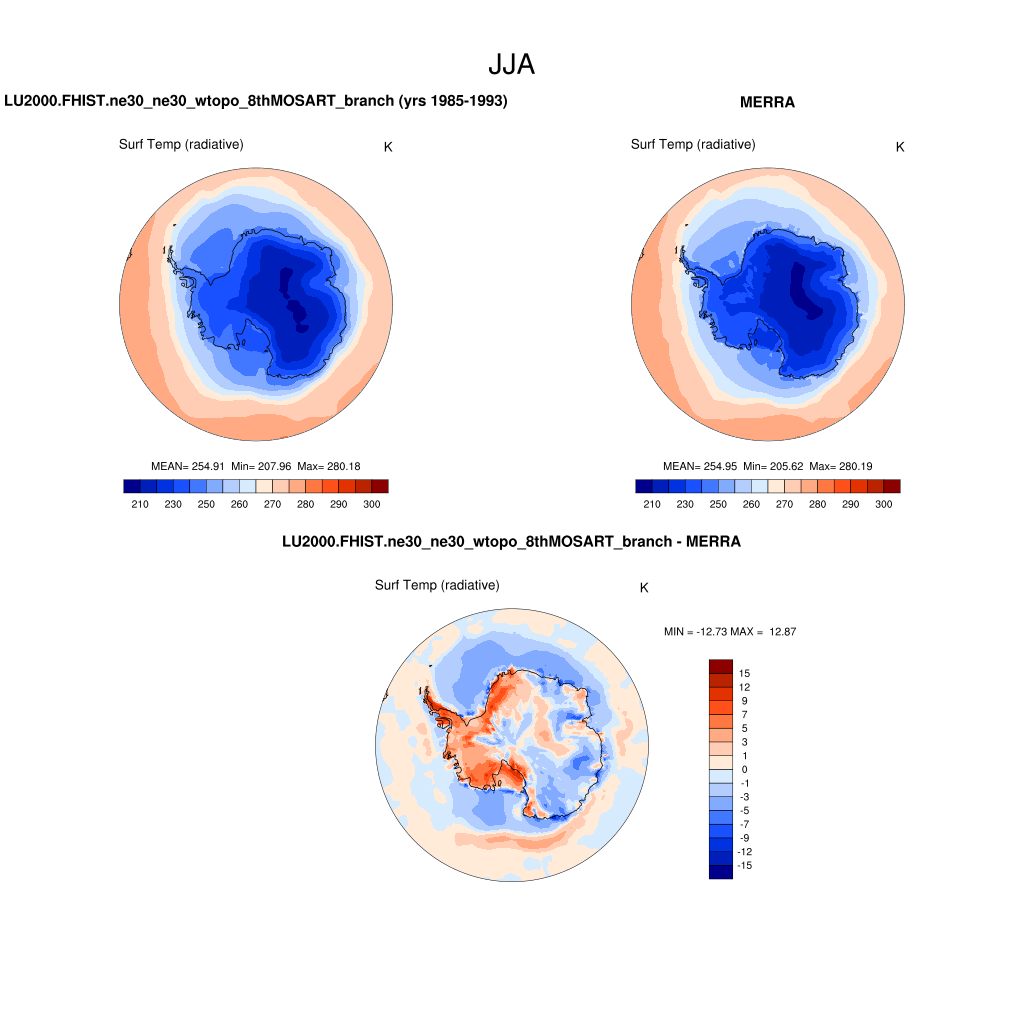 JJA
LU2000.FHIST.ne30_ne30_wtopo_8thMOSART_branch (yrs 1985-1993)
MERRA
Surf Temp (radiative) K
Surf Temp (radiative) K
MEAN= 254.91 Min= 207.96 Max= 280.18
MEAN= 254.95 Min= 205.62 Max= 280.19
210 230 250 260 270 280 290 300
210 230 250 260 270 280 290 300
LU2000.FHIST.ne30_ne30_wtopo_8thMOSART_branch - MERRA
Surf Temp (radiative) K
MIN = -12.73 MAX = 12.87
15
12
9
7
5
3
1
0
-1
-3
-5
-7
-9
-12
-15